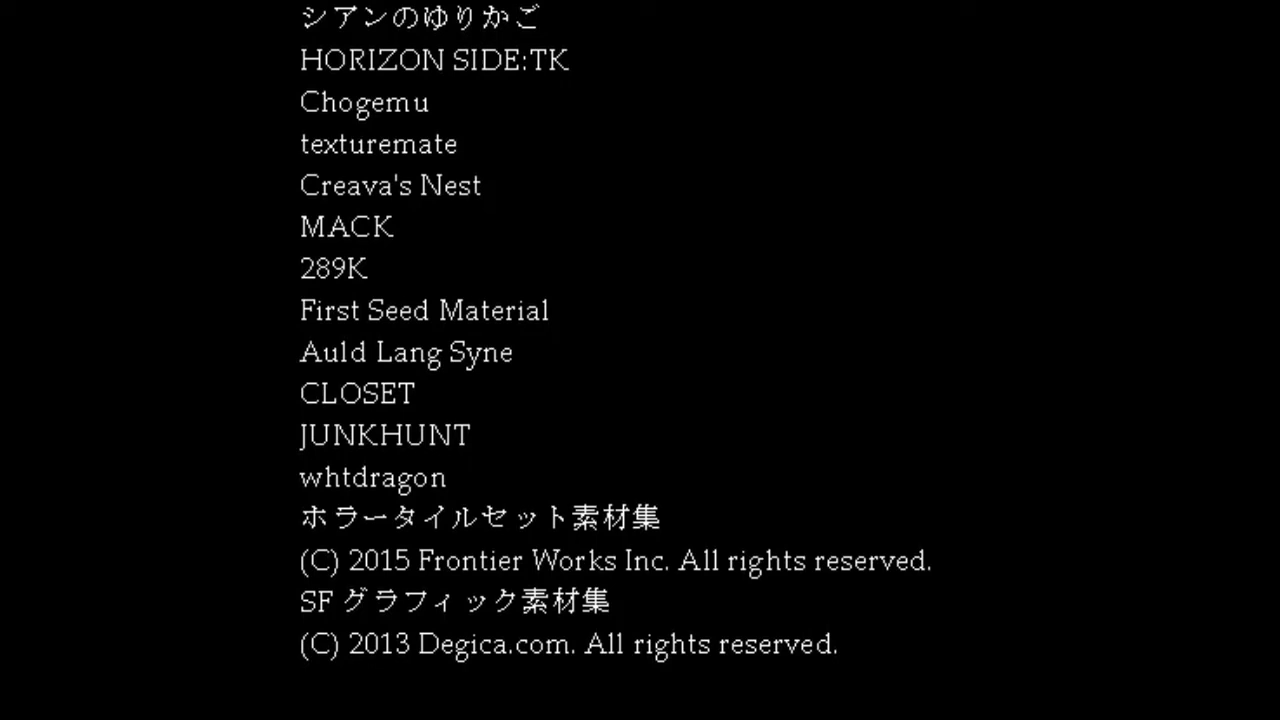 シアンのゆりかご
HORIZON SIDE:TK
Chogemu
texturemate
Creava's Nest
MACK
289K
First Seed Material
Auld Lang Syne
CLOSET
JUNKHUNT
whtdragon
ホラータイルセット素材集
(C) 2015 Frontier Works Inc. All rights reserved.
SF グラフィック素材集
(C) 2013 Degica.com. All rights reserved.